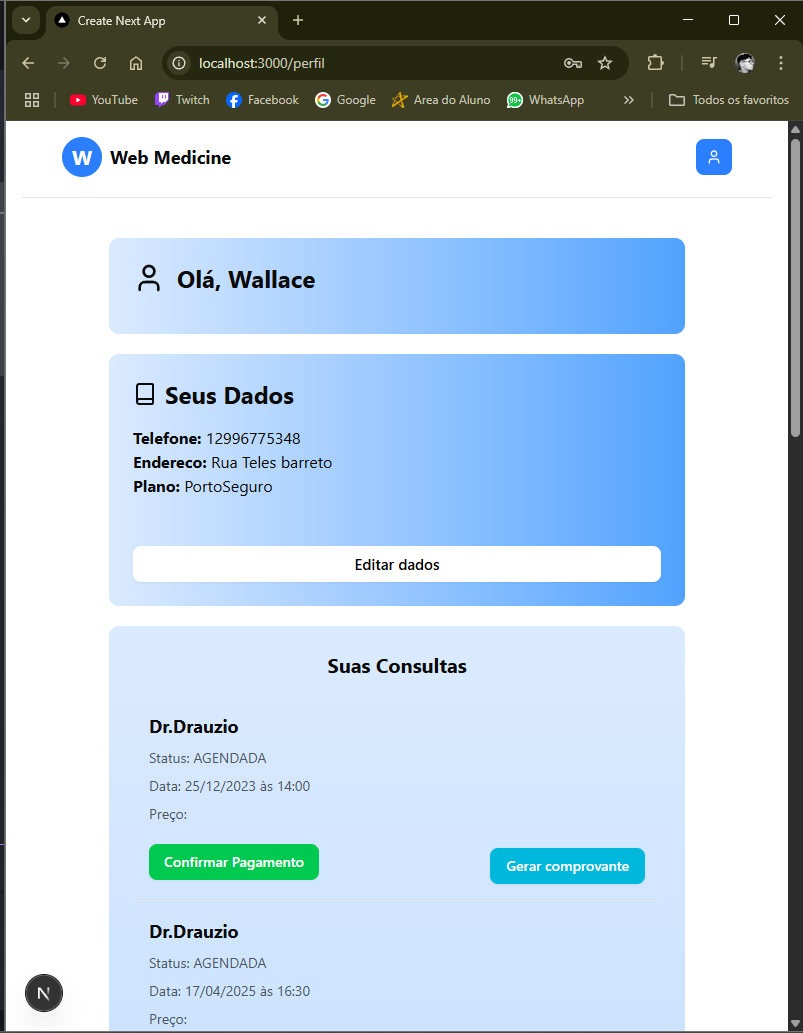 Create Next App
localhost:3000/perfil
YouTube Twitch Facebook Google Area do Aluno 99+ WhatsApp Todos os favoritos
W Web Medicine
Olá, Wallace
Seus Dados
Telefone: 12996775348
Endereco: Rua Teles barreto
Plano: PortoSeguro
Editar dados
Suas Consultas
Dr.Drauzio
Status: AGENDADA
Data: 25/12/2023 às 14:00
Preço:
Confirmar Pagamento Gerar comprovante
Dr.Drauzio
Status: AGENDADA
Data: 17/04/2025 às 16:30
Preço:
N